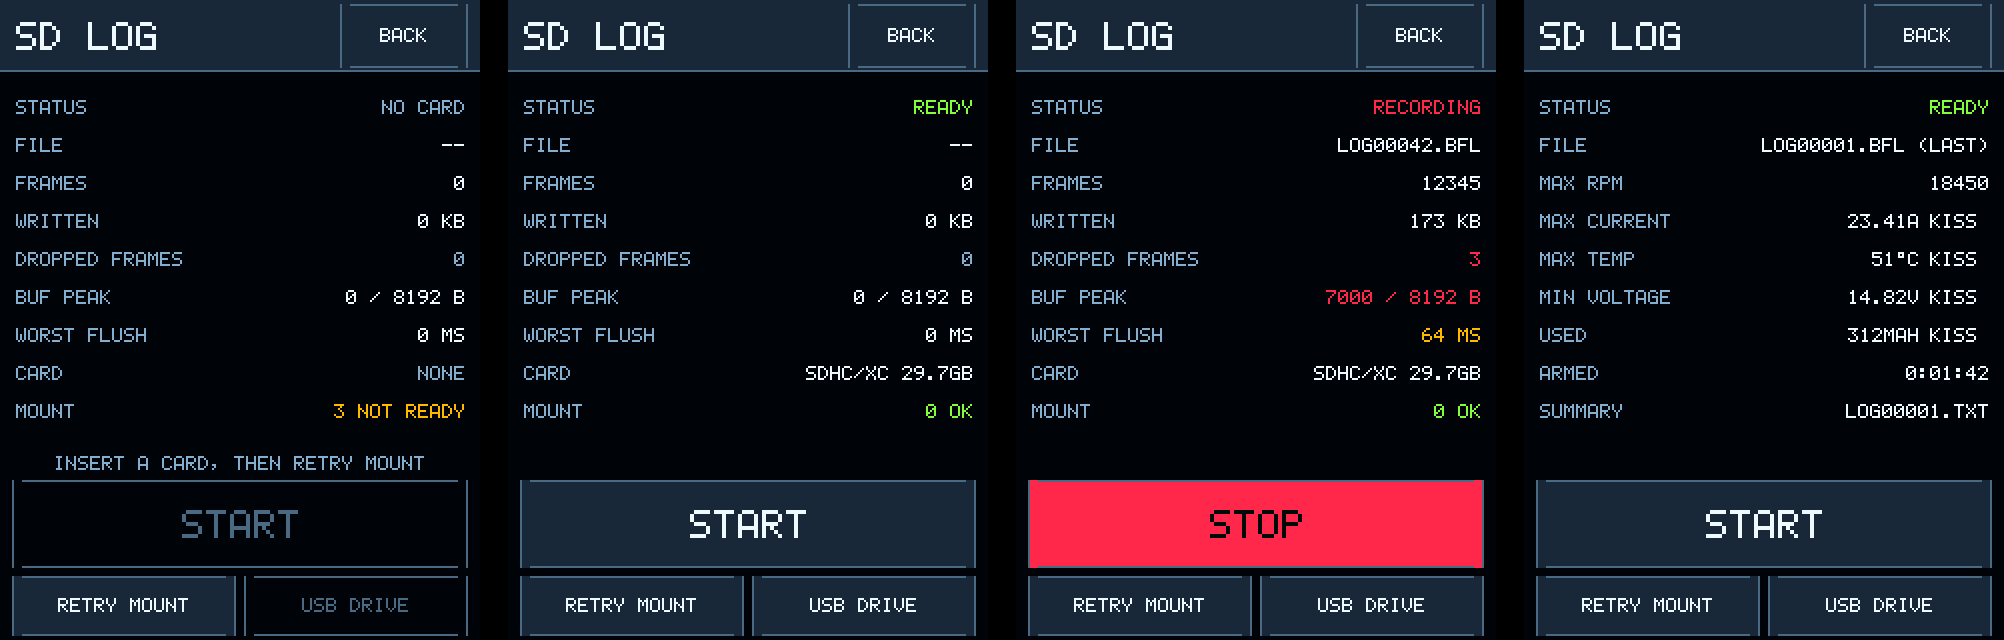 SD LOG BACK
STATUS NO CARD
FILE --
FRAMES 0
WRITTEN 0 KB
DROPPED FRAMES 0
BUF PEAK 0 / 8192 B
WORST FLUSH 0 MS
CARD NONE
MOUNT 3 NOT READY
INSERT A CARD, THEN RETRY MOUNT
START
RETRY MOUNT USB DRIVE
SD LOG BACK
STATUS READY
FILE --
FRAMES 0
WRITTEN 0 KB
DROPPED FRAMES 0
BUF PEAK 0 / 8192 B
WORST FLUSH 0 MS
CARD SDHC/XC 29.7GB
MOUNT 0 OK
START
RETRY MOUNT USB DRIVE
SD LOG BACK
STATUS RECORDING
FILE LOG00042.BFL
FRAMES 12345
WRITTEN 173 KB
DROPPED FRAMES 3
BUF PEAK 7000 / 8192 B
WORST FLUSH 64 MS
CARD SDHC/XC 29.7GB
MOUNT 0 OK
STOP
RETRY MOUNT USB DRIVE
SD LOG BACK
STATUS READY
FILE LOG00001.BFL (LAST)
MAX RPM 18450
MAX CURRENT 23.41A KISS
MAX TEMP 51°C KISS
MIN VOLTAGE 14.82V KISS
USED 312MAH KISS
ARMED 0:01:42
SUMMARY LOG00001.TXT
START
RETRY MOUNT USB DRIVE